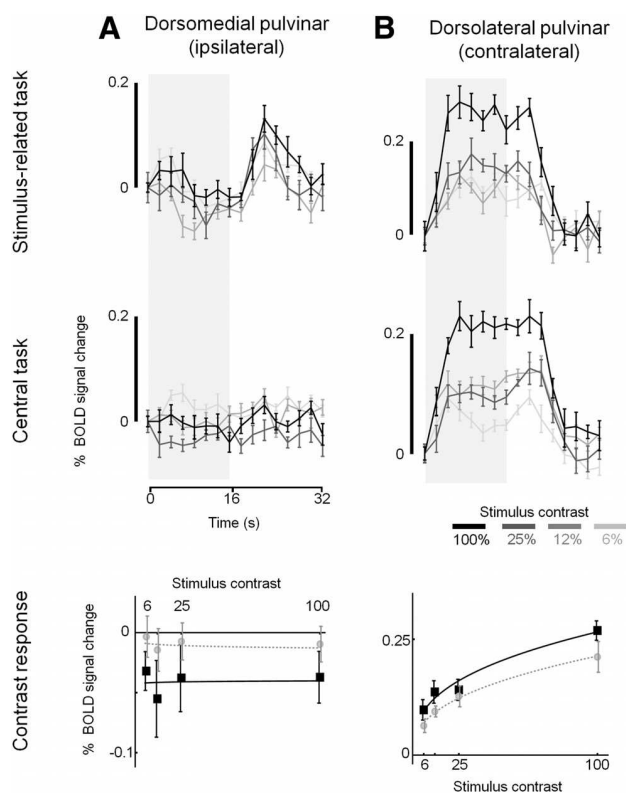 A
Dorsomedial pulvinar
(ipsilateral)
B
Dorsolateral pulvinar
(contralateral)
Stimulus-related task
0.2
0
0.2
0
Central task
% BOLD signal change
0.2
0
0.2
0
0 16 32
Time (s)
Stimulus contrast
100% 25% 12% 6%
Contrast response
% BOLD signal change
Stimulus contrast
6 25 100
0
-0.1
0.25
0
6 25 100
Stimulus contrast